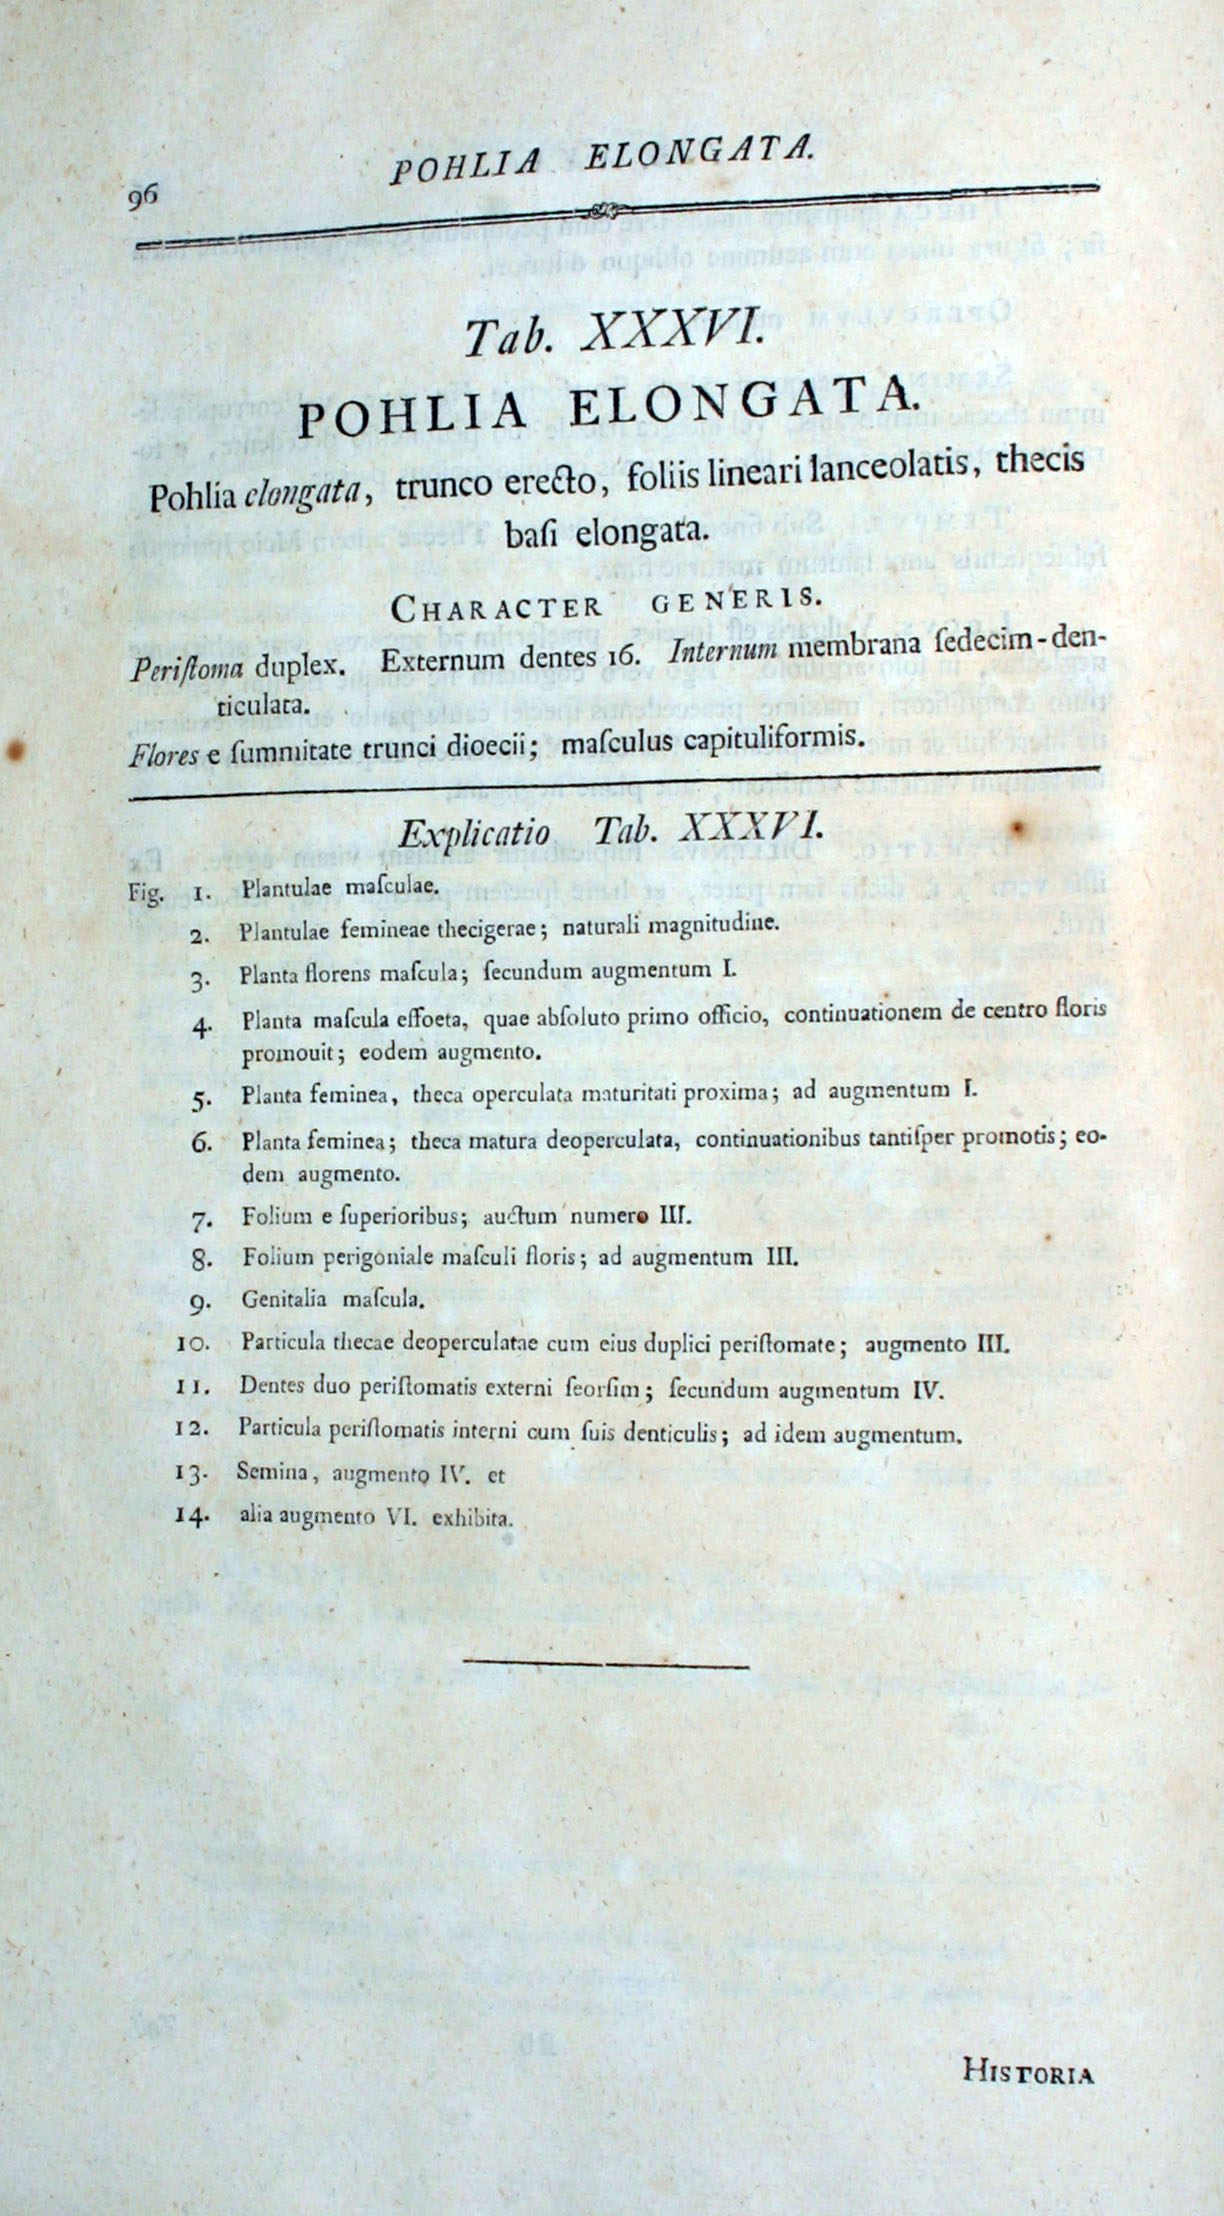 POHLIA ELONGATA.
96
Tab. XXXVI.
POHLIA ELONGATA.
Pohlia elongata, trunco erecto, foliis lineari lanceolatis, thecis
baſi elongata.
CHARACTER GENERIS.
Periſtoma duplex. Externum dentes 16. Internum membrana ſedecim-den-
ticulata.
Flores e ſummitate trunci dioecii; maſculus capituliformis.
Explicatio Tab. XXXVI.
Fig. 1. Plantulae maſculae.
2. Plantulae femineae thecigerae; naturali magnitudine.
3. Planta florens maſcula; ſecundum augmentum I.
4. Planta maſcula effoeta, quae abſoluto primo officio, continuationem de centro floris
promouit; eodem augmento.
5. Planta feminea, theca operculata maturitati proxima; ad augmentum I.
6. Planta feminea; theca matura deoperculata, continuationibus tantiſper promotis; eo-
dem augmento.
7. Folium e ſuperioribus; auctum numero III.
8. Folium perigoniale maſculi floris; ad augmentum III.
9. Genitalia maſcula.
10. Particula thecae deoperculatae cum eius duplici periſtomate; augmento III.
11. Dentes duo periſtomatis externi ſeorſim; ſecundum augmentum IV.
12. Particula periſtomatis interni cum ſuis denticulis; ad idem augmentum.
13. Semina, augmento IV. et
14. alia augmento VI. exhibita.
HISTORIA